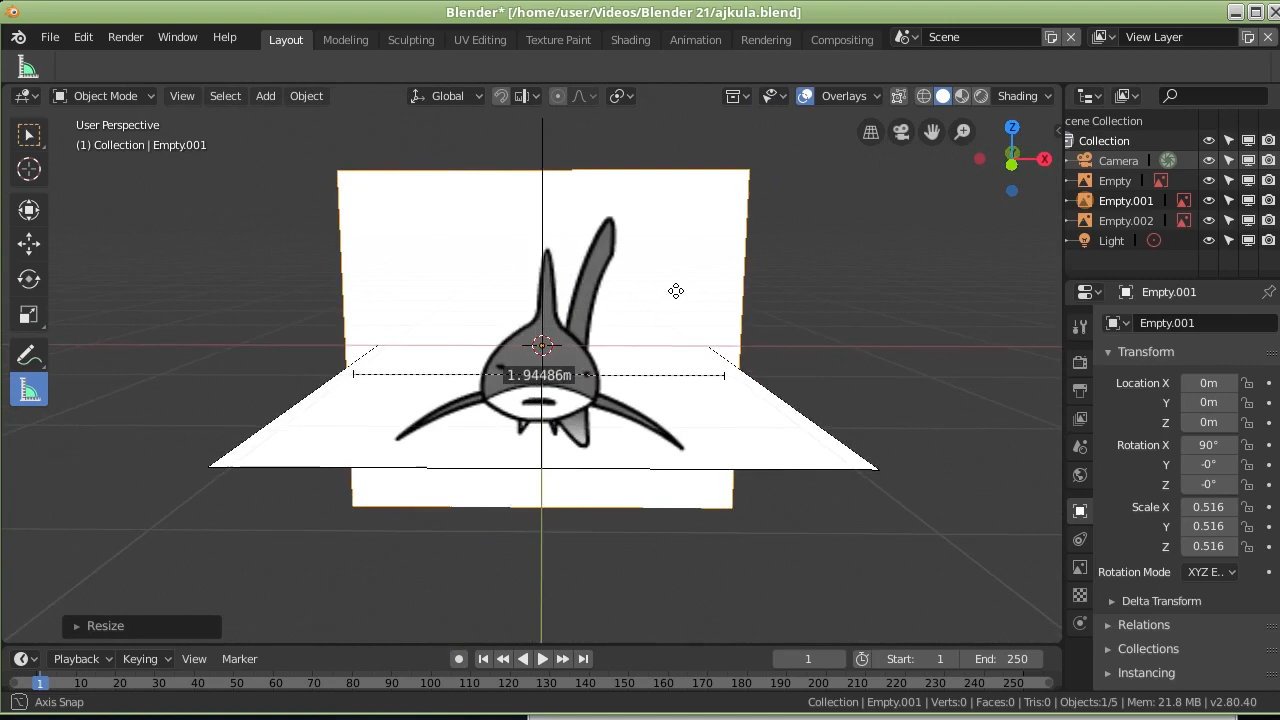 Blender* [/home/user/Videos/Blender 21/ajkula.blend]
File Edit Render Window Help Layout Modeling Sculpting UV Editing Texture Paint Shading Animation Rendering Compositing Scene View Layer
Object Mode View Select Add Object Global Overlays Shading
User Perspective
(1) Collection | Empty.001
Z
X
1.94486m
Resize
cene Collection
Collection
Camera
Empty
Empty.001
Empty.002
Light
Empty.001
Empty.001
Transform
Location X 0m
Y 0m
Z 0m
Rotation X 90°
Y -0°
Z -0°
Scale X 0.516
Y 0.516
Z 0.516
Rotation Mode XYZ E..
Delta Transform
Relations
Collections
Instancing
Playback Keying View Marker 1 Start: 1 End: 250
1 10 20 30 40 50 60 70 80 90 100 110 120 130 140 150 160 170 180 190 200 210 220 230 240 250
Axis Snap Collection | Empty.001 | Verts:0 | Faces:0 | Tris:0 | Objects:1/5 | Mem: 21.8 MB | v2.80.40